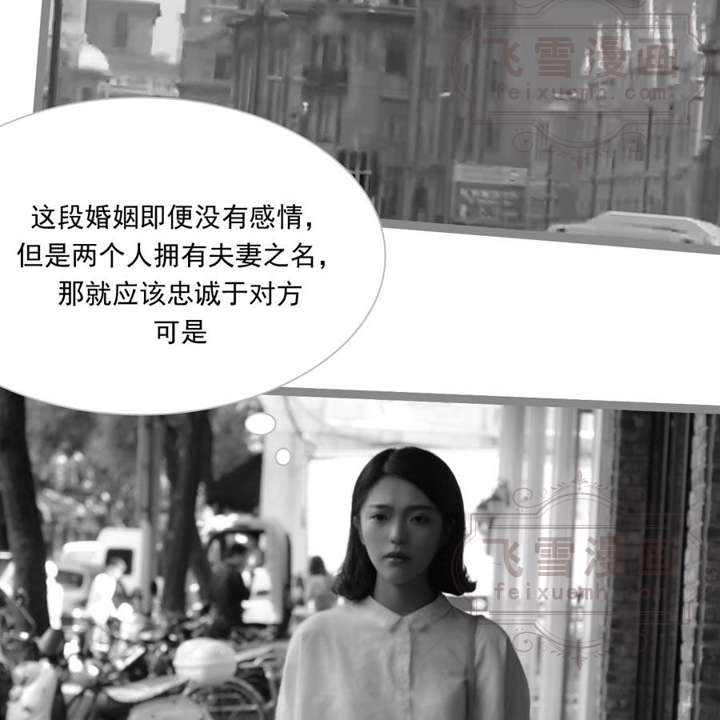 飞雪漫画
feixuemh.com
这段婚姻即便没有感情，
但是两个人拥有夫妻之名，
那就应该忠诚于对方
可是
飞雪漫画
feixuemh.com